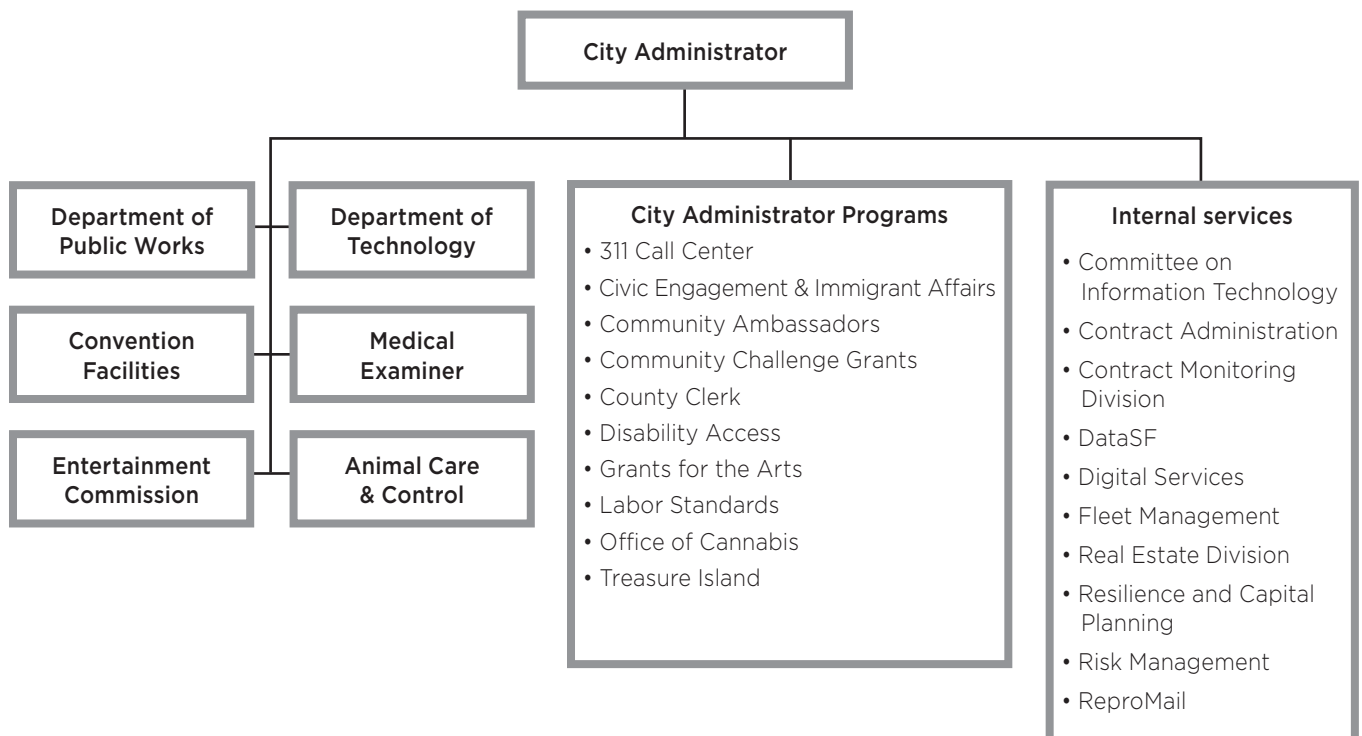 City Administrator
Department of
Public Works
Department of
Technology
Convention
Facilities
Medical
Examiner
Entertainment
Commission
Animal Care
& Control
City Administrator Programs
• 311 Call Center
• Civic Engagement & Immigrant Affairs
• Community Ambassadors
• Community Challenge Grants
• County Clerk
• Disability Access
• Grants for the Arts
• Labor Standards
• Office of Cannabis
• Treasure Island
Internal services
• Committee on
Information Technology
• Contract Administration
• Contract Monitoring
Division
• DataSF
• Digital Services
• Fleet Management
• Real Estate Division
• Resilience and Capital
Planning
• Risk Management
• ReproMail